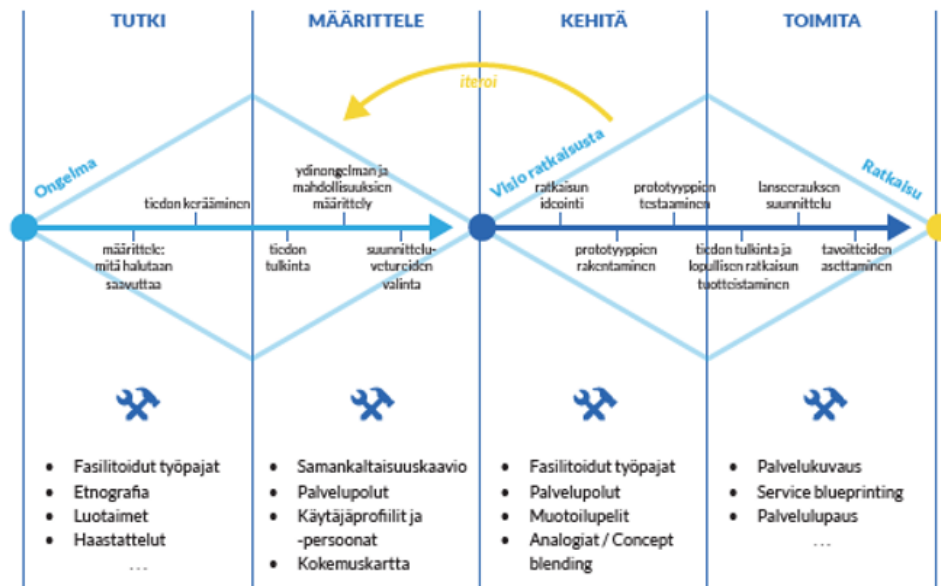 TUTKI
MÄÄRITTELE
KEHITÄ
TOIMITA
iteroi
Ongelma
Visio ratkaisusta
Ratkaisu
tiedon kerääminen
ydinongelman ja
mahdollisuuksien
määrittely
ratkaisun
ideointi
prototyyppien
testaaminen
lanseerauksen
suunnittelu
määrittele:
mitä halutaan
saavuttaa
tiedon
tulkinta
suunnittelu-
vetureiden
valinta
prototyyppien
rakentaminen
tiedon tulkinta ja
lopullisen ratkaisun
tuotteistaminen
tavoitteiden
asettaminen
• Fasilitoidut työpajat
• Etnografia
• Luotaimet
• Haastattelut
...
• Samankaltaisuuskaavio
• Palvelupolut
• Käytäjäprofiilit ja
-persoonat
• Kokemuskartta
• Fasilitoidut työpajat
• Palvelupolut
• Muotoilupelit
• Analogiat / Concept
blending
• Palvelukuvaus
• Service blueprinting
• Palvelulupaus
...